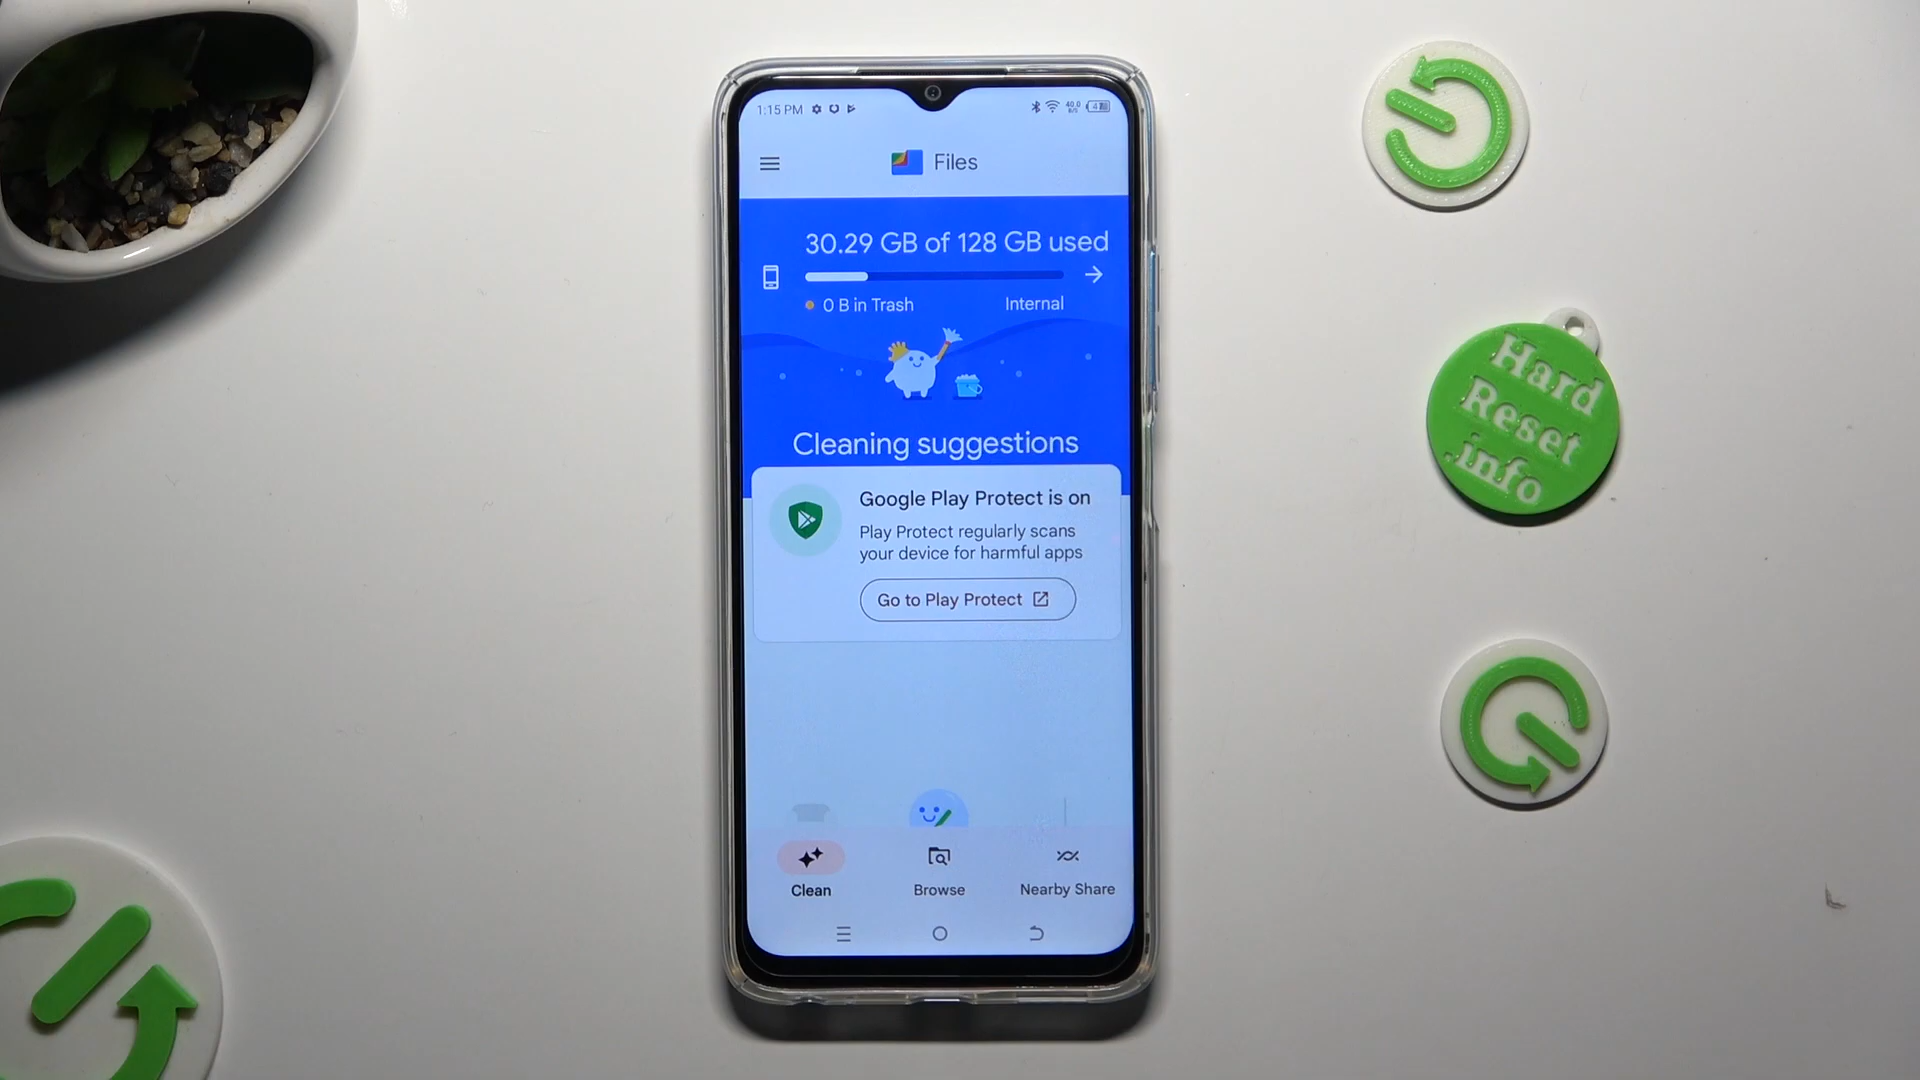 1:15 PM
Files
30.29 GB of 128 GB used
0 B in Trash
Internal
Cleaning suggestions
Google Play Protect is on
Play Protect regularly scans
your device for harmful apps
Go to Play Protect
Clean
Browse
Nearby Share
Hard
Reset
.info